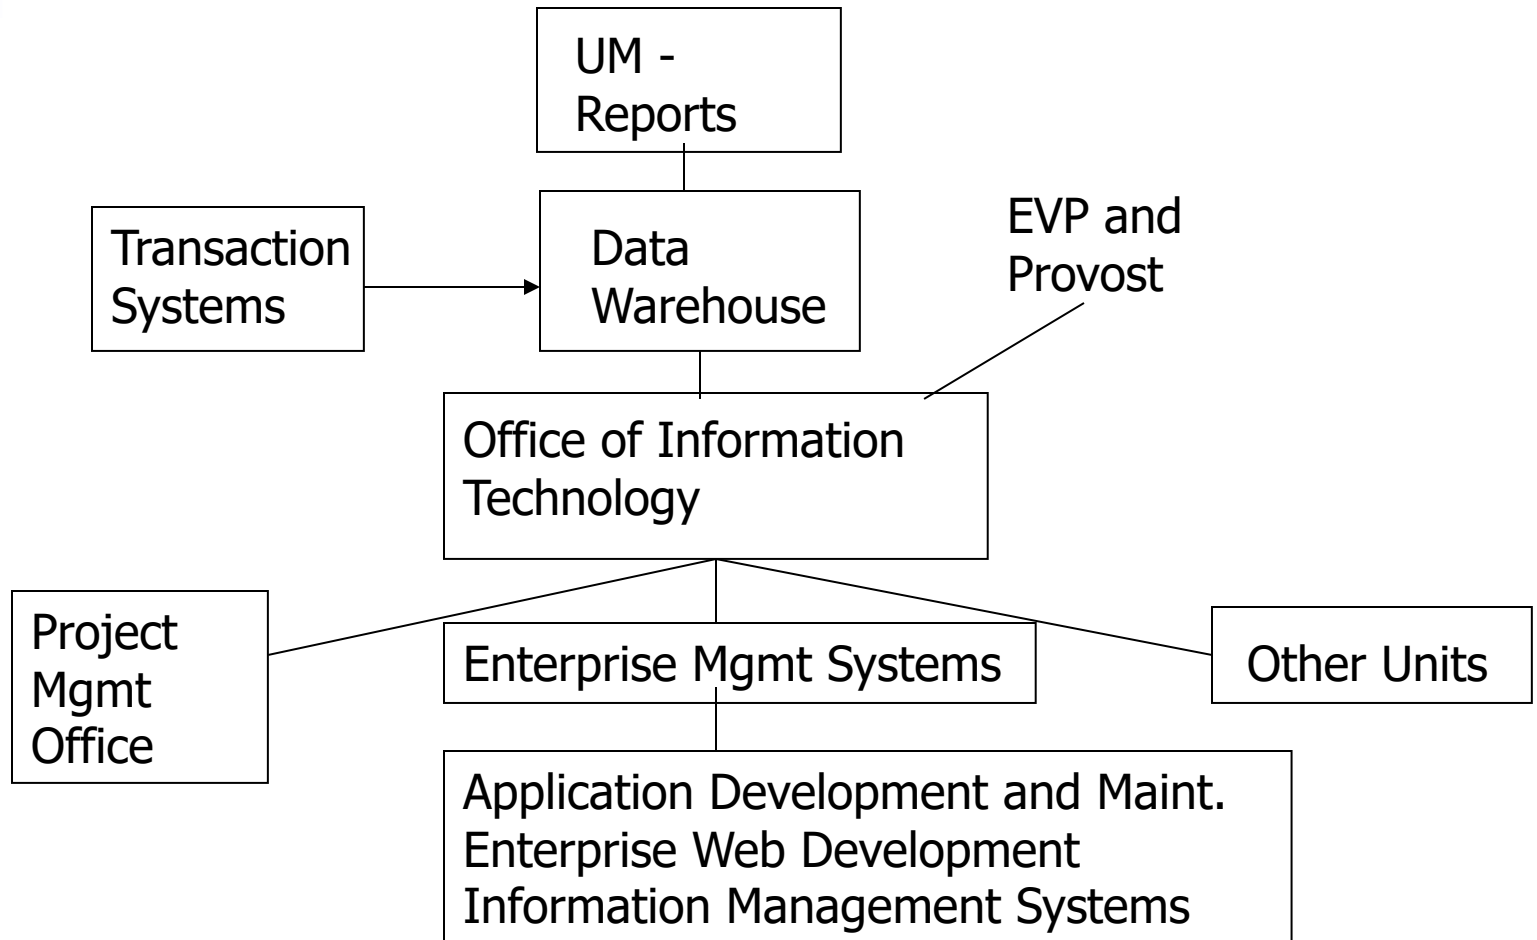 UM -
Reports
Transaction
Systems
Data
Warehouse
EVP and
Provost
Office of Information
Technology
Project
Mgmt
Office
Enterprise Mgmt Systems
Other Units
Application Development and Maint.
Enterprise Web Development
Information Management Systems